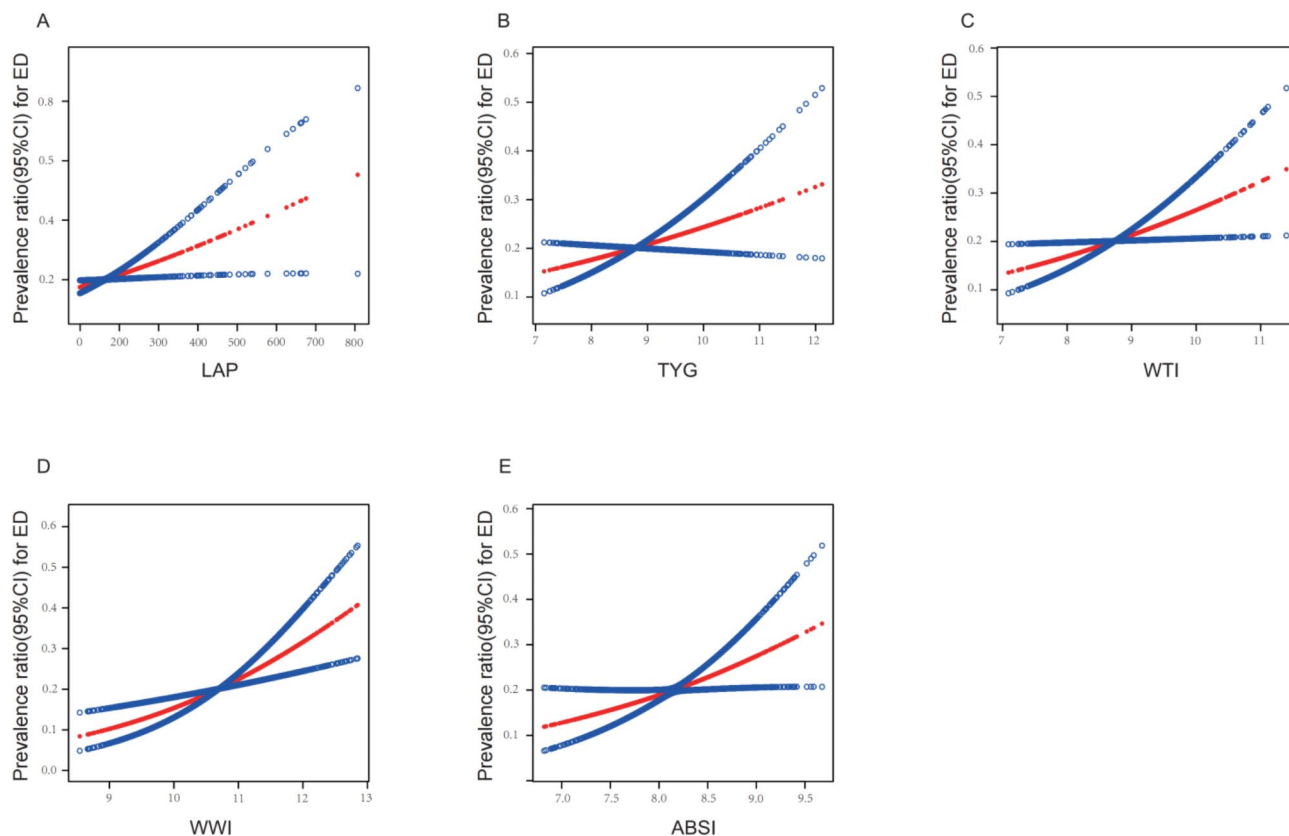 A
Prevalence ratio(95%CI) for ED
0.8
0.5
0.4
0.2
0 200 300 400 500 600 700 800
LAP
B
Prevalence ratio(95%CI) for ED
0.6
0.5
0.4
0.3
0.2
0.1
7 8 9 10 11 12
TYG
C
Prevalence ratio(95%CI) for ED
0.6
0.5
0.4
0.3
0.2
0.1
7 8 9 10 11
WTI
D
Prevalence ratio(95%CI) for ED
0.6
0.5
0.4
0.3
0.2
0.1
0.0
9 10 11 12 13
WWI
E
Prevalence ratio(95%CI) for ED
0.6
0.5
0.4
0.3
0.2
0.1
7.0 7.5 8.0 8.5 9.0 9.5
ABSI